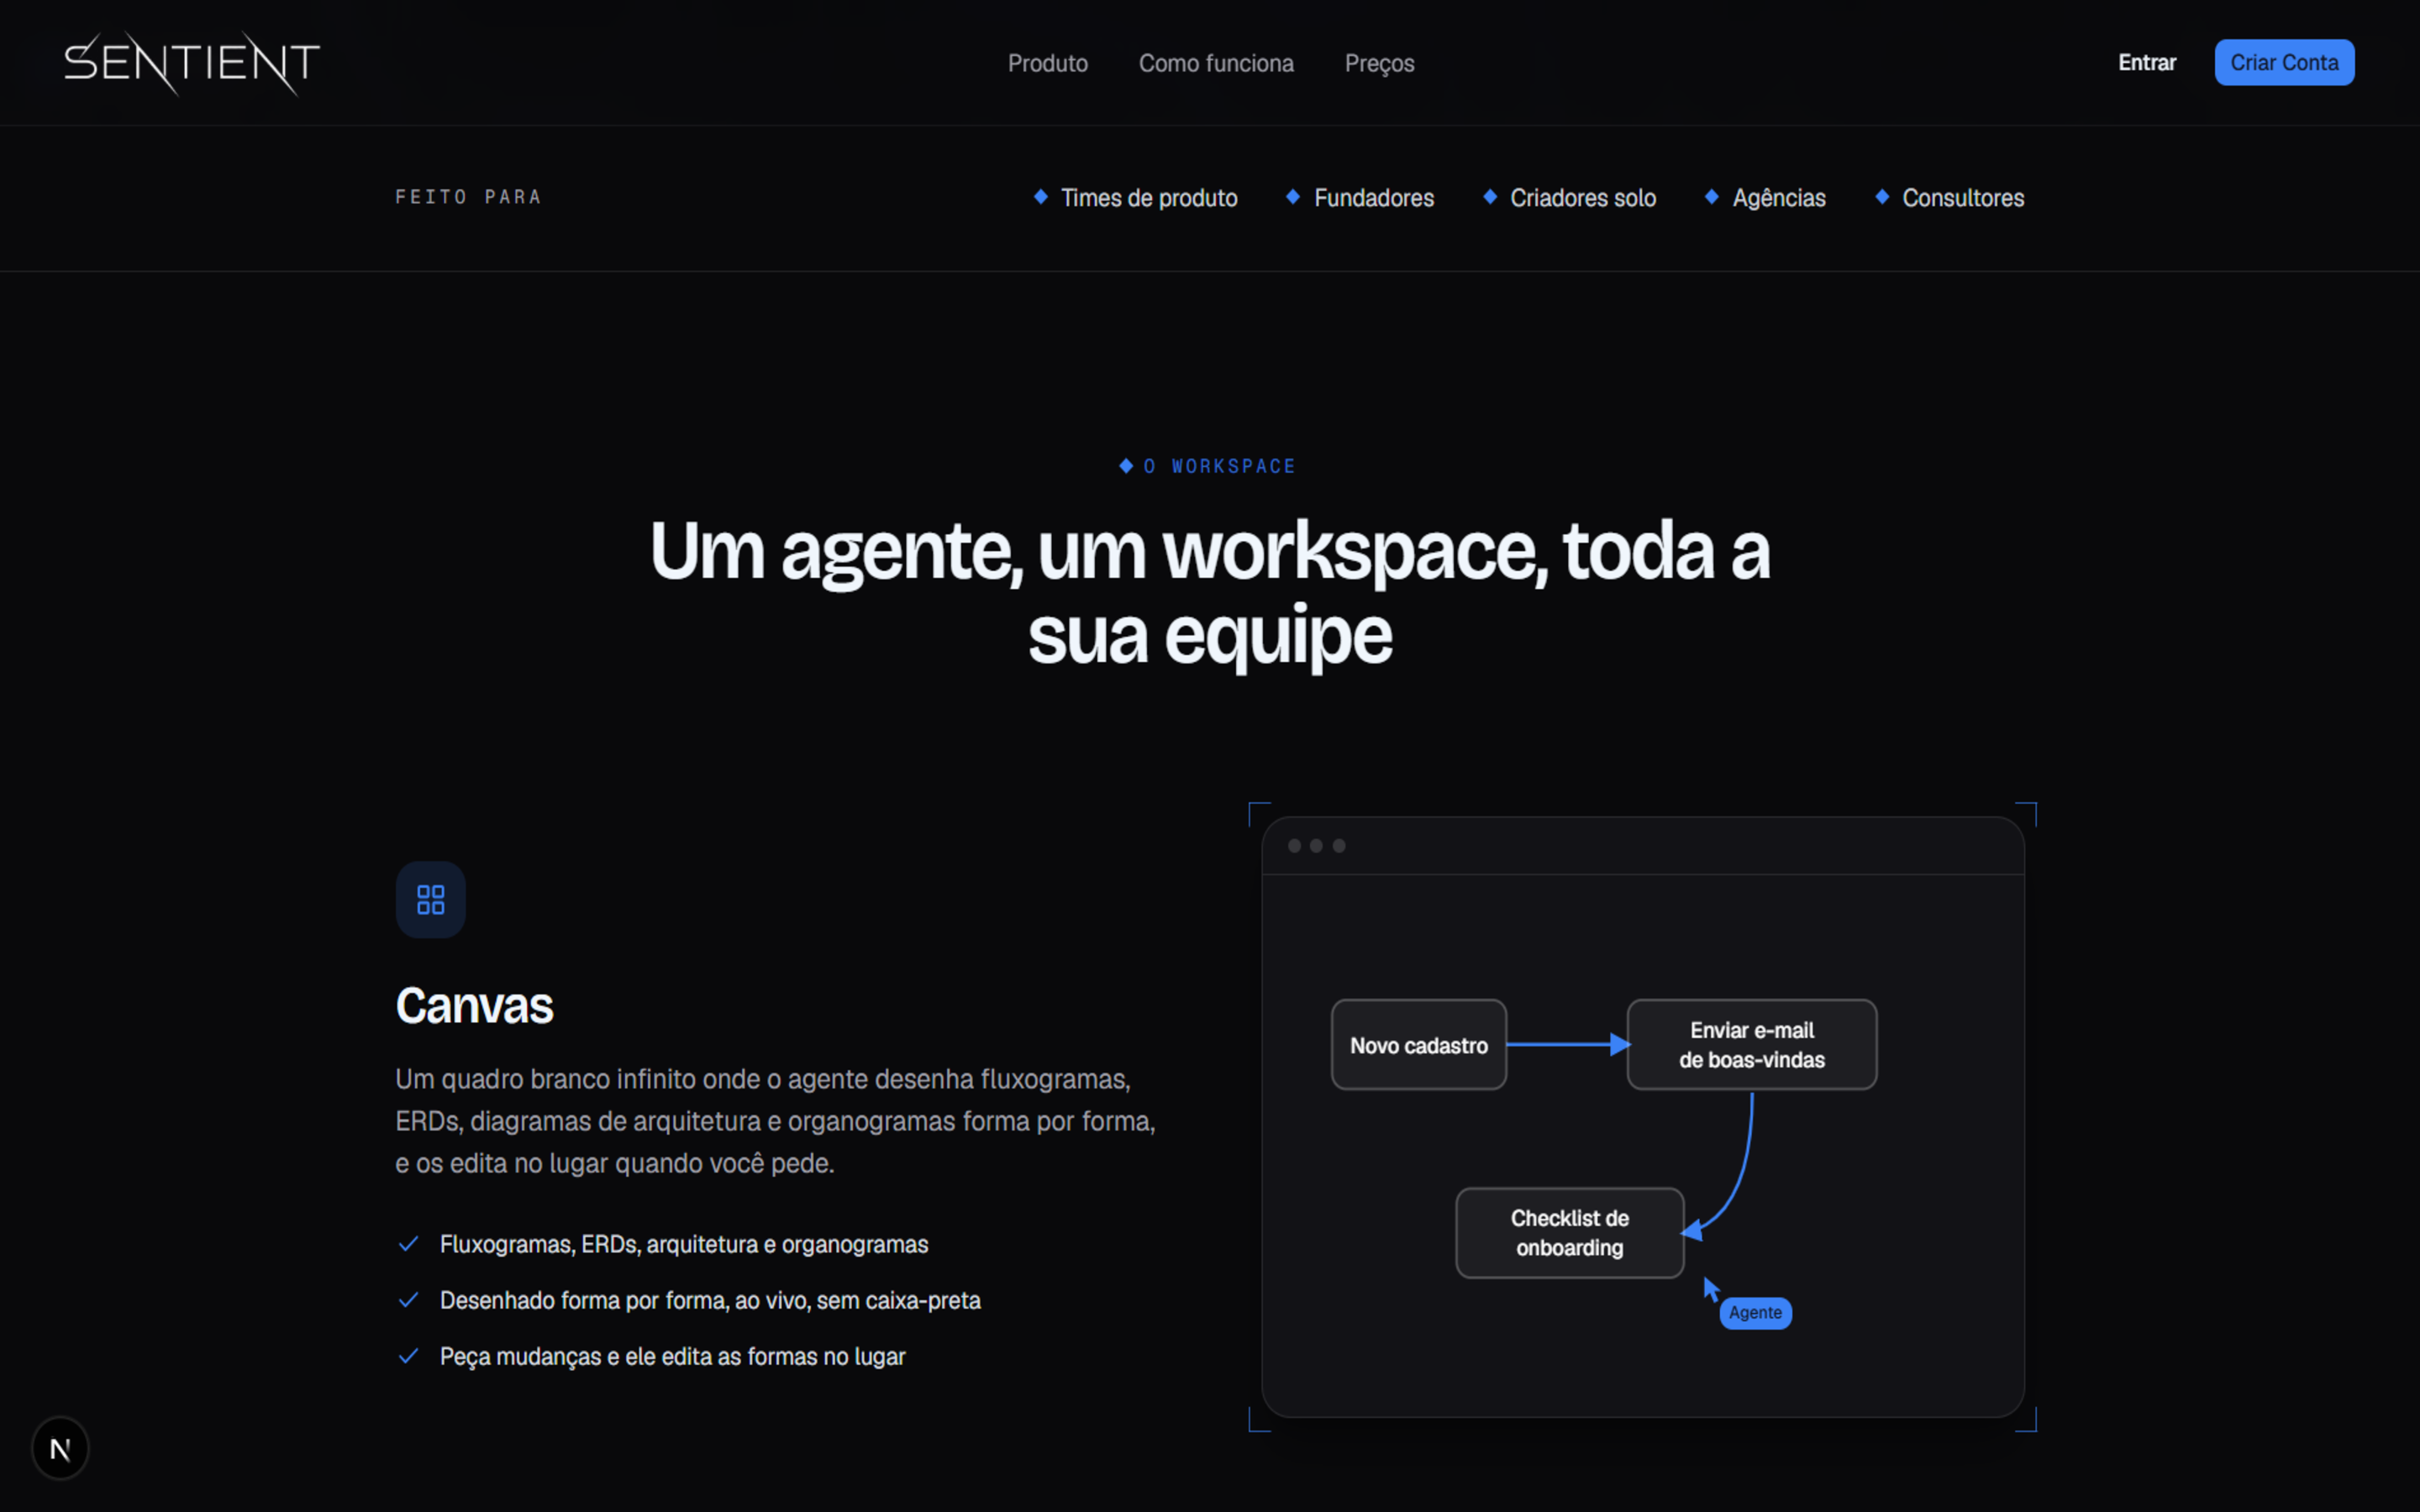 SENTIENT
Produto
Como funciona
Preços
Entrar
Criar Conta
FEITO PARA
Times de produto
Fundadores
Criadores solo
Agências
Consultores
O WORKSPACE
Um agente, um workspace, toda a
sua equipe
Canvas
Um quadro branco infinito onde o agente desenha fluxogramas,
ERDs, diagramas de arquitetura e organogramas forma por forma,
e os edita no lugar quando você pede.
Fluxogramas, ERDs, arquitetura e organogramas
Desenhado forma por forma, ao vivo, sem caixa-preta
Peça mudanças e ele edita as formas no lugar
Novo cadastro
Enviar e-mail
de boas-vindas
Checklist de
onboarding
Agente
N